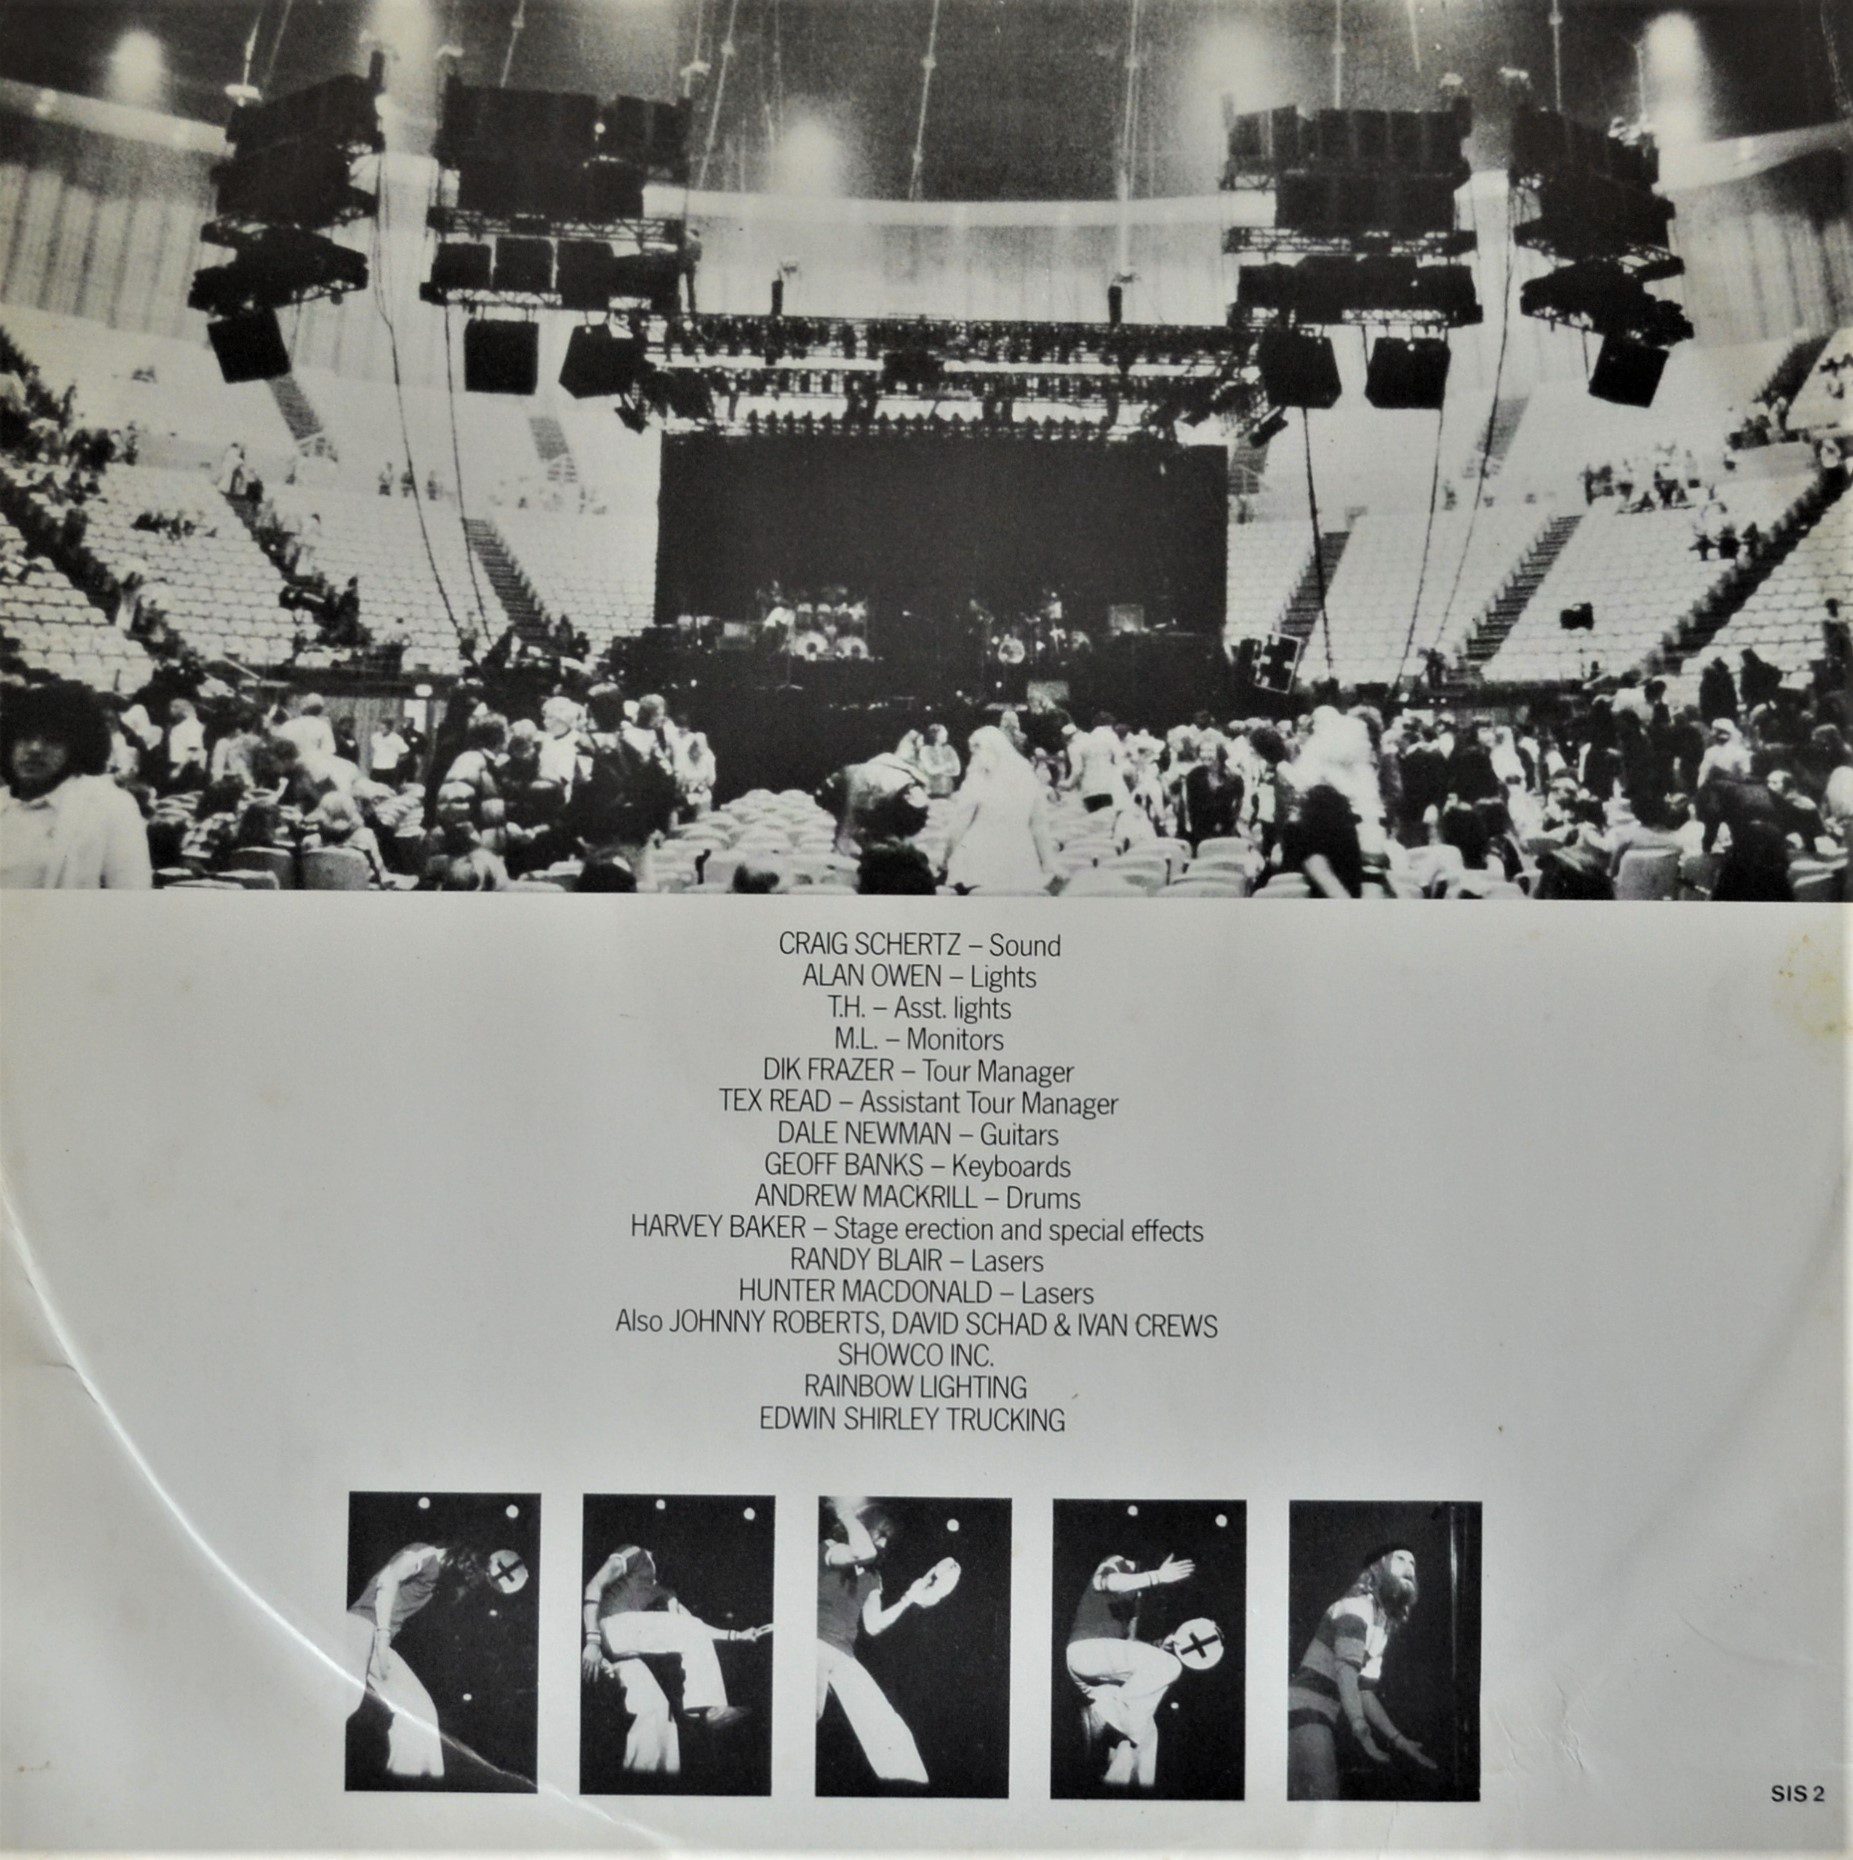 CRAIG SCHERTZ – Sound
ALAN OWEN – Lights
T.H. – Asst. lights
M.L. – Monitors
DIK FRAZER – Tour Manager
TEX READ – Assistant Tour Manager
DALE NEWMAN – Guitars
GEOFF BANKS – Keyboards
ANDREW MACKRILL – Drums
HARVEY BAKER – Stage erection and special effects
RANDY BLAIR – Lasers
HUNTER MACDONALD – Lasers
Also JOHNNY ROBERTS, DAVID SCHAD & IVAN CREWS
SHOWCO INC.
RAINBOW LIGHTING
EDWIN SHIRLEY TRUCKING
SIS 2